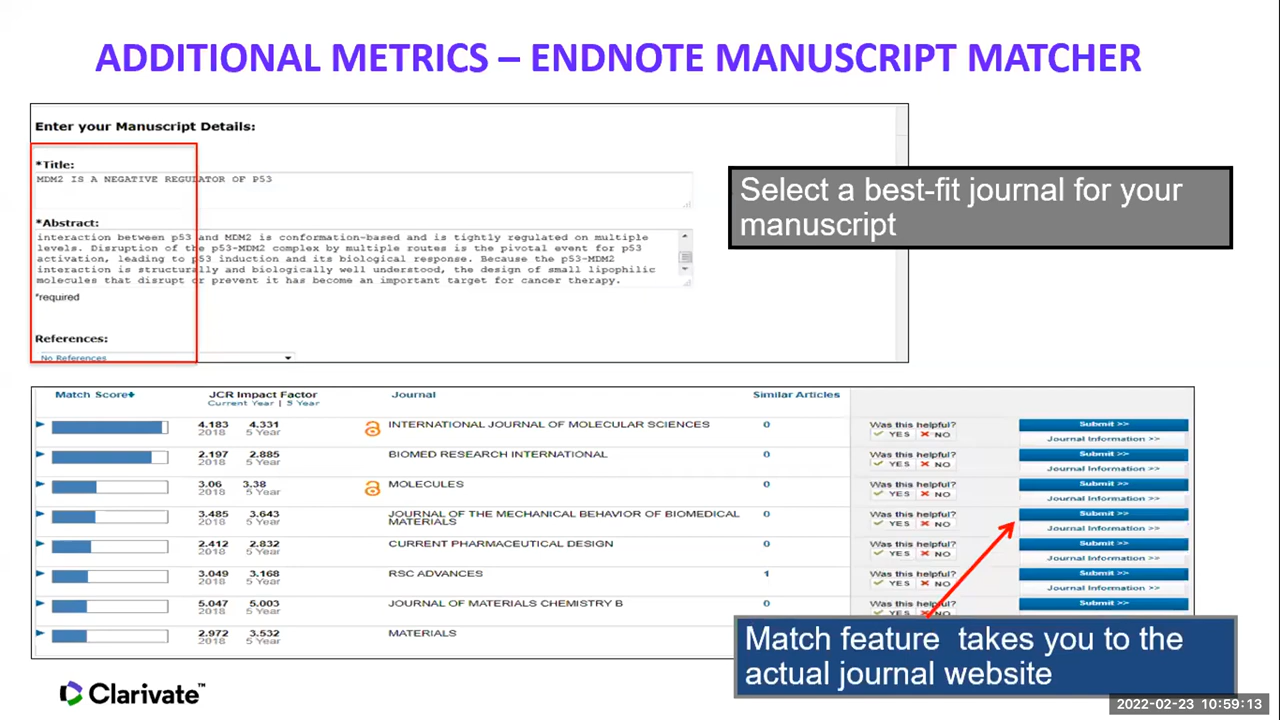 ADDITIONAL METRICS – ENDNOTE MANUSCRIPT MATCHER
Enter your Manuscript Details:
*Title:
MDM2 IS A NEGATIVE REGULATOR OF P53
*Abstract:
interaction between p53 and MDM2 is conformation-based and is tightly regulated on multiple
levels. Disruption of the p53-MDM2 complex by multiple routes is the pivotal event for p53
activation, leading to p53 induction and its biological response. Because the p53-MDM2
interaction is structurally and biologically well understood, the design of small lipophilic
molecules that disrupt or prevent it has become an important target for cancer therapy.
*required
References:
No References
Select a best-fit journal for your
manuscript
Match Score JCR Impact Factor Journal Similar Articles
Current Year | 5 Year
4.183 4.331 INTERNATIONAL JOURNAL OF MOLECULAR SCIENCES 0 Was this helpful? Submit >>
2018 5 Year YES NO Journal Information >>
2.197 2.885 BIOMED RESEARCH INTERNATIONAL 0 Was this helpful? Submit >>
2018 5 Year YES NO Journal Information >>
3.06 3.38 MOLECULES 0 Was this helpful? Submit >>
2018 5 Year YES NO Journal Information >>
3.485 3.643 JOURNAL OF THE MECHANICAL BEHAVIOR OF BIOMEDICAL 0 Was this helpful? Submit >>
2018 5 Year MATERIALS YES NO Journal Information >>
2.412 2.832 CURRENT PHARMACEUTICAL DESIGN 0 Was this helpful? Submit >>
2018 5 Year YES NO Journal Information >>
3.049 3.168 RSC ADVANCES 1 Was this helpful? Submit >>
2018 5 Year YES NO Journal Information >>
5.047 5.003 JOURNAL OF MATERIALS CHEMISTRY B 0 Was this helpful? Submit >>
2018 5 Year YES NO
2.972 3.532 MATERIALS
2018 5 Year
Match feature takes you to the
actual journal website
Clarivate™
2022-02-23 10:59:13